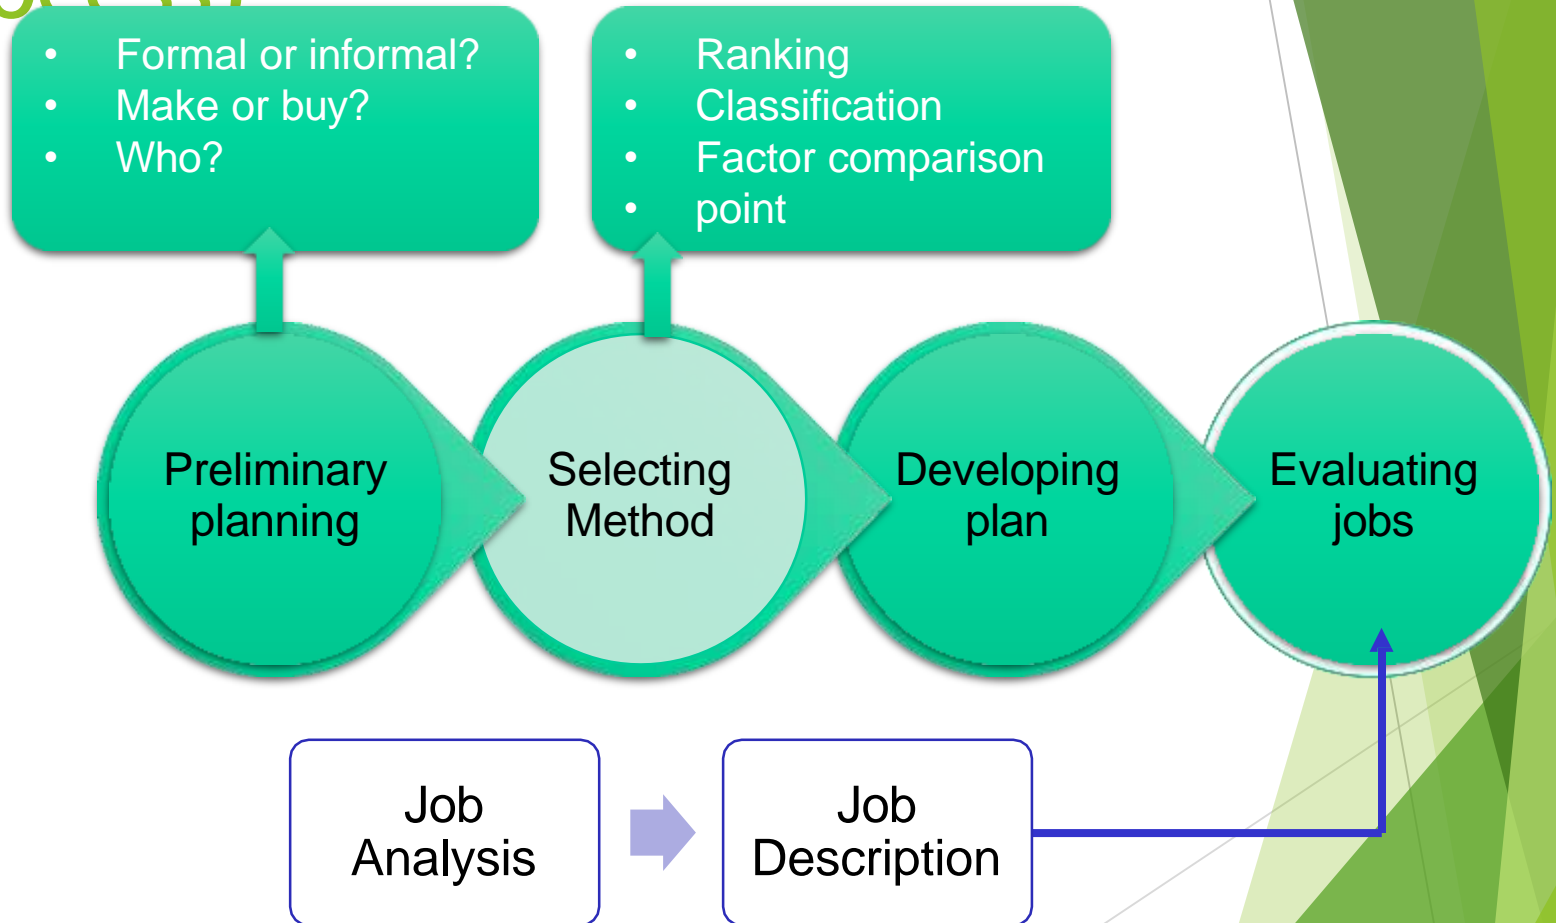 • Formal or informal?
• Make or buy?
• Who?
• Ranking
• Classification
• Factor comparison
• point
Preliminary
planning
Selecting
Method
Developing
plan
Evaluating
jobs
Job
Analysis
Job
Description